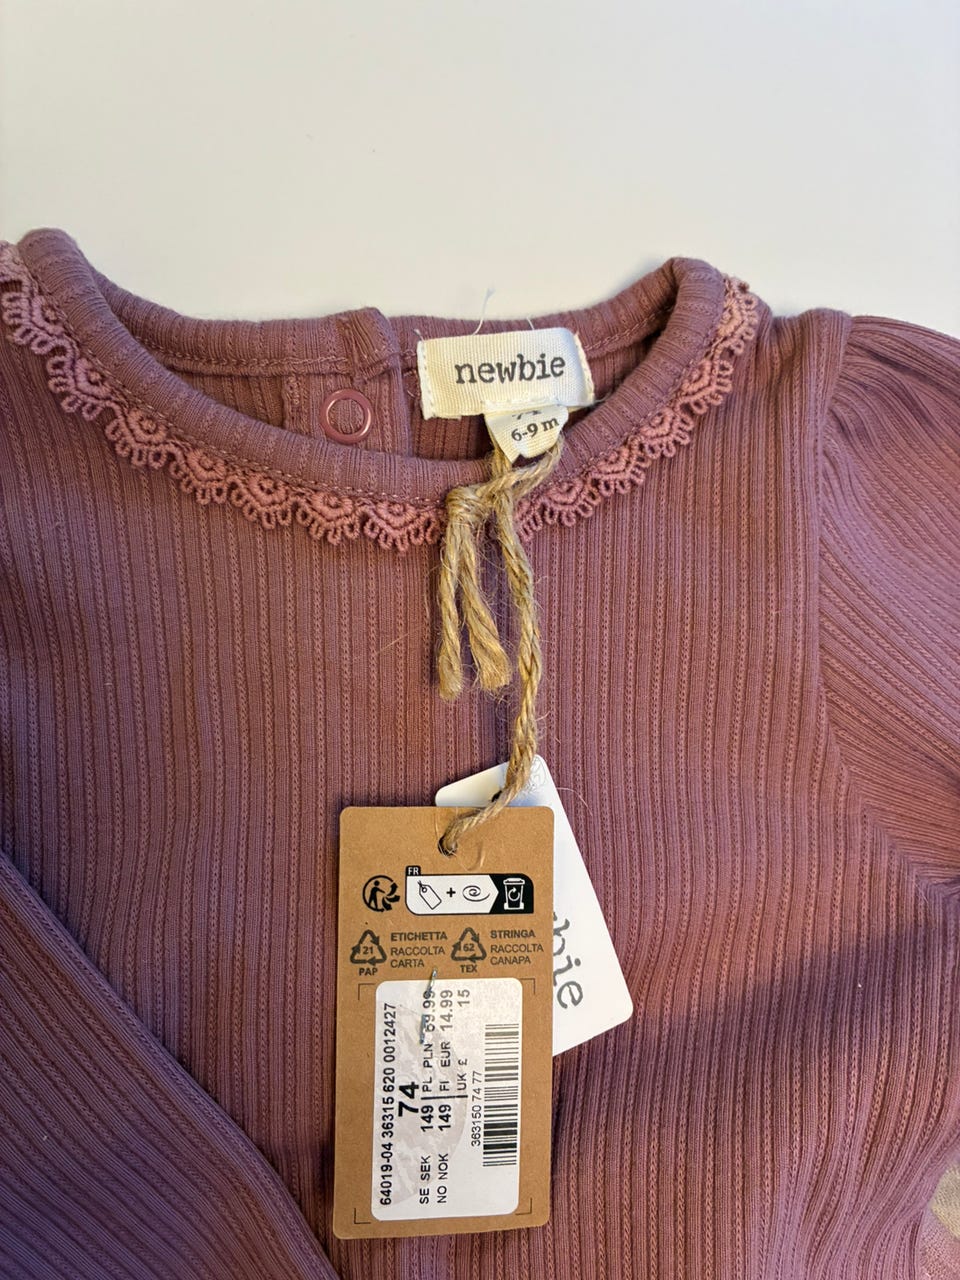 newbie
74
6-9 m
FR
+
21
PAP
ETICHETTA
RACCOLTA
CARTA
62
TEX
STRINGA
RACCOLTA
CANAPA
64019-04 36315 620 0012427
74
SE SEK 149 PL PLN 69.99
NO NOK 149 FI EUR 14.99
UK £ 15
363150 74 77
bie